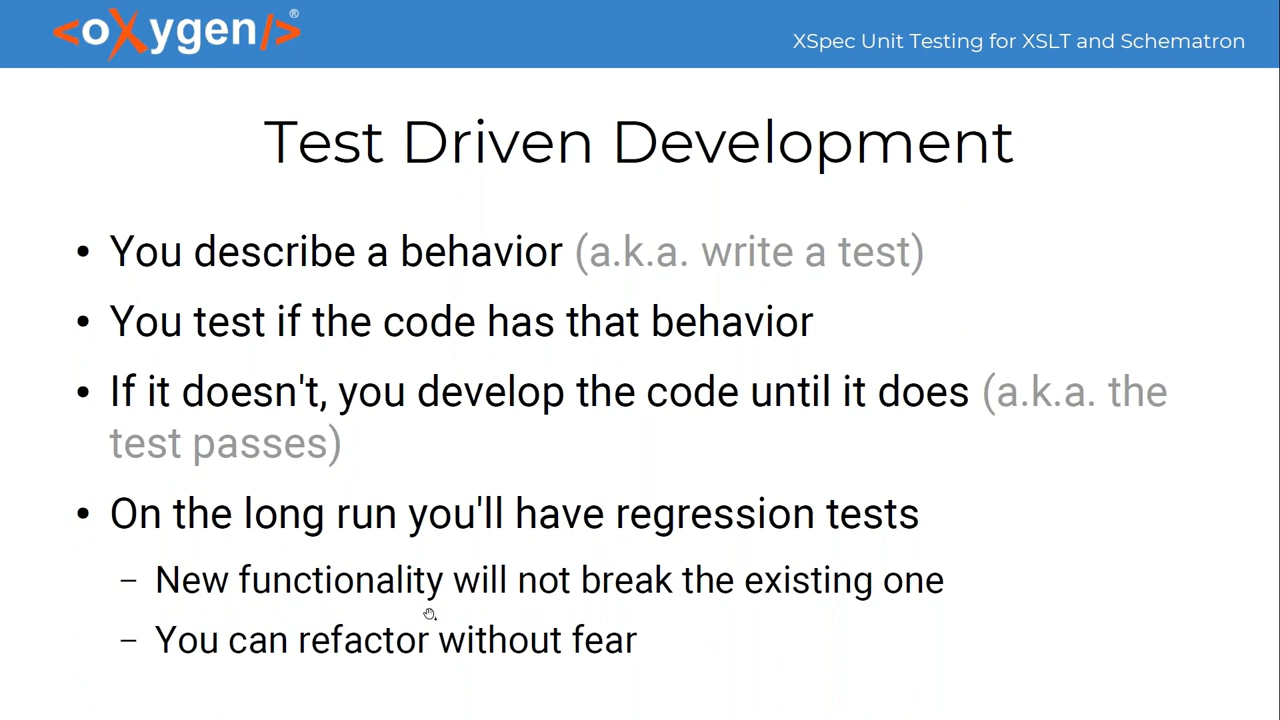 <oXygen/>®
XSpec Unit Testing for XSLT and Schematron
Test Driven Development
• You describe a behavior (a.k.a. write a test)
• You test if the code has that behavior
• If it doesn't, you develop the code until it does (a.k.a. the
test passes)
• On the long run you'll have regression tests
– New functionality will not break the existing one
– You can refactor without fear